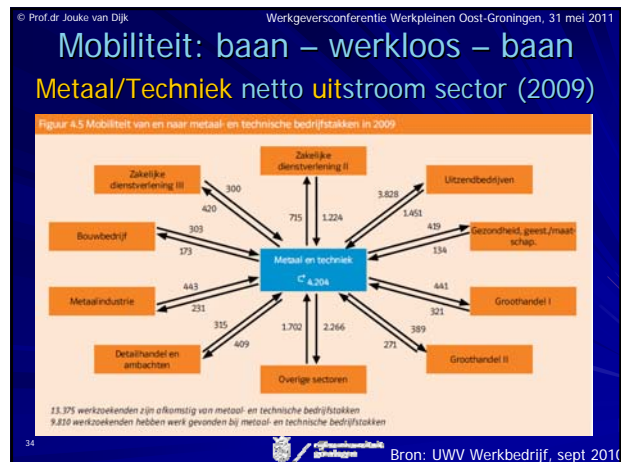 © Prof.dr Jouke van Dijk
Werkgeversconferentie Werkpleinen Oost-Groningen, 31 mei 2011
Mobiliteit: baan – werkloos – baan
Metaal/Techniek netto uitstroom sector (2009)
Figuur 4.5 Mobiliteit van en naar metaal- en technische bedrijfstakken in 2009
Zakelijke
dienstverlening II
Zakelijke
dienstverlening III
Uitzendbedrijven
300
420
715
1.224
3.828
1.451
Bouwbedrijf
303
173
419
134
Gezondheid, geest./maat-
schap.
Metaal en techniek
4.204
Metaalindustrie
443
231
441
321
Groothandel I
315
409
1.702
2.266
389
271
Detailhandel en
ambachten
Groothandel II
Overige sectoren
13.375 werkzoekenden zijn afkomstig van metaal- en technische bedrijfstakken
9.810 werkzoekenden hebben werk gevonden bij metaal- en technische bedrijfstakken
34
rijksuniversiteit
groningen
Bron: UWV Werkbedrijf, sept 2010